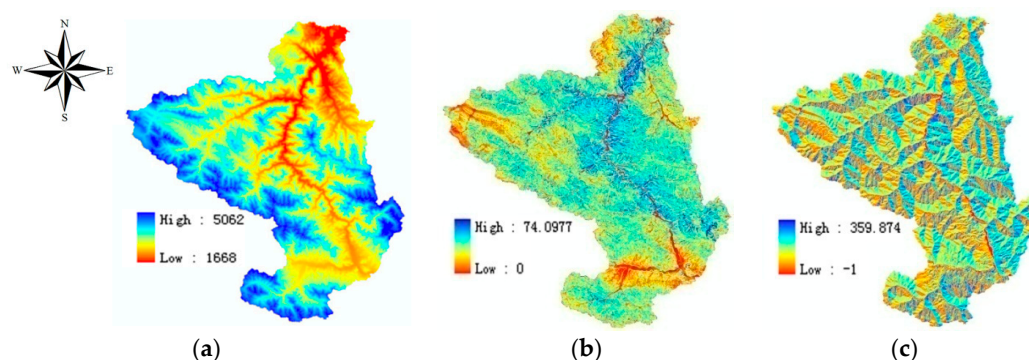 N
W E
S
High : 5062
Low : 1668
High : 74.0977
Low : 0
High : 359.874
Low : -1
(a) (b) (c)